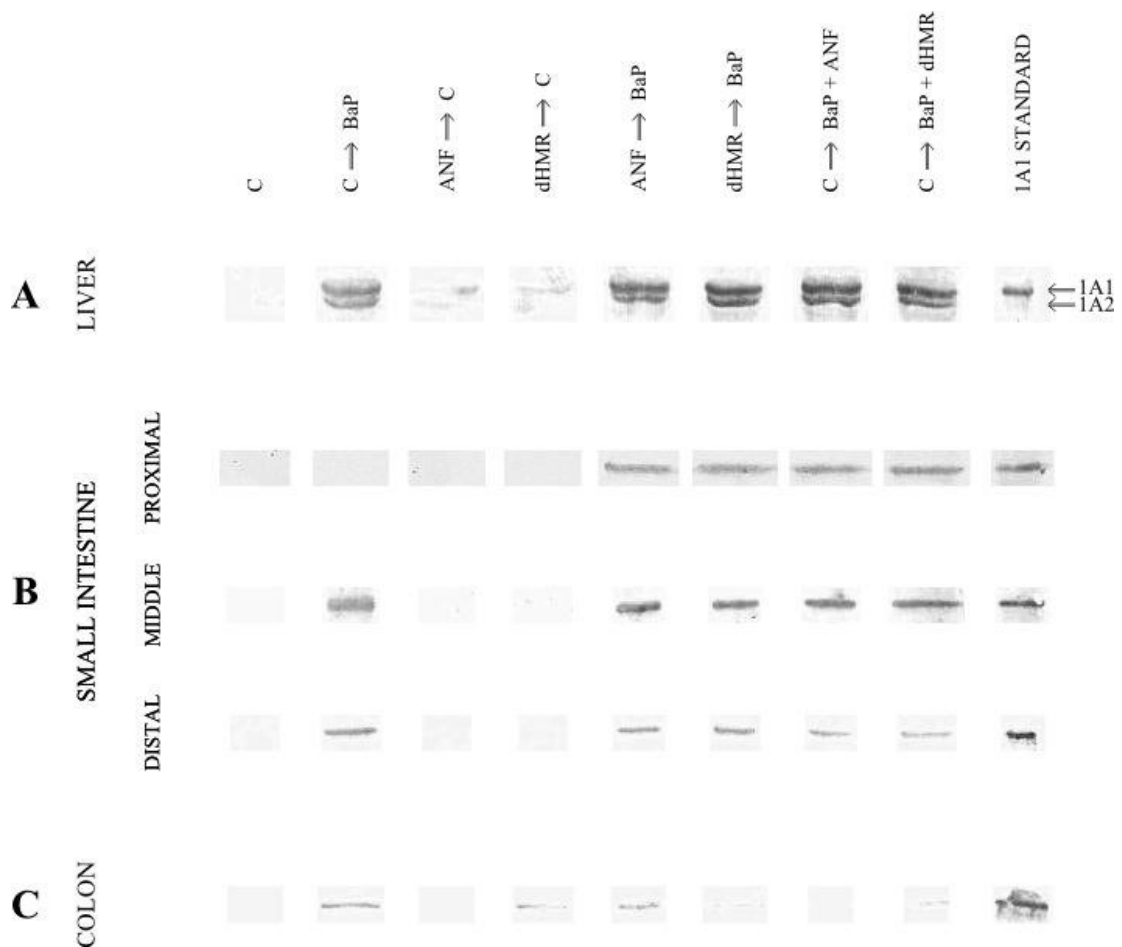 C
C ⟶ BaP
ANF ⟶ C
dHMR ⟶ C
ANF ⟶ BaP
dHMR ⟶ BaP
C ⟶ BaP + ANF
C ⟶ BaP + dHMR
1A1 STANDARD
A
LIVER
⟵ 1A1
⟵ 1A2
B
SMALL INTESTINE
PROXIMAL
MIDDLE
DISTAL
C
COLON